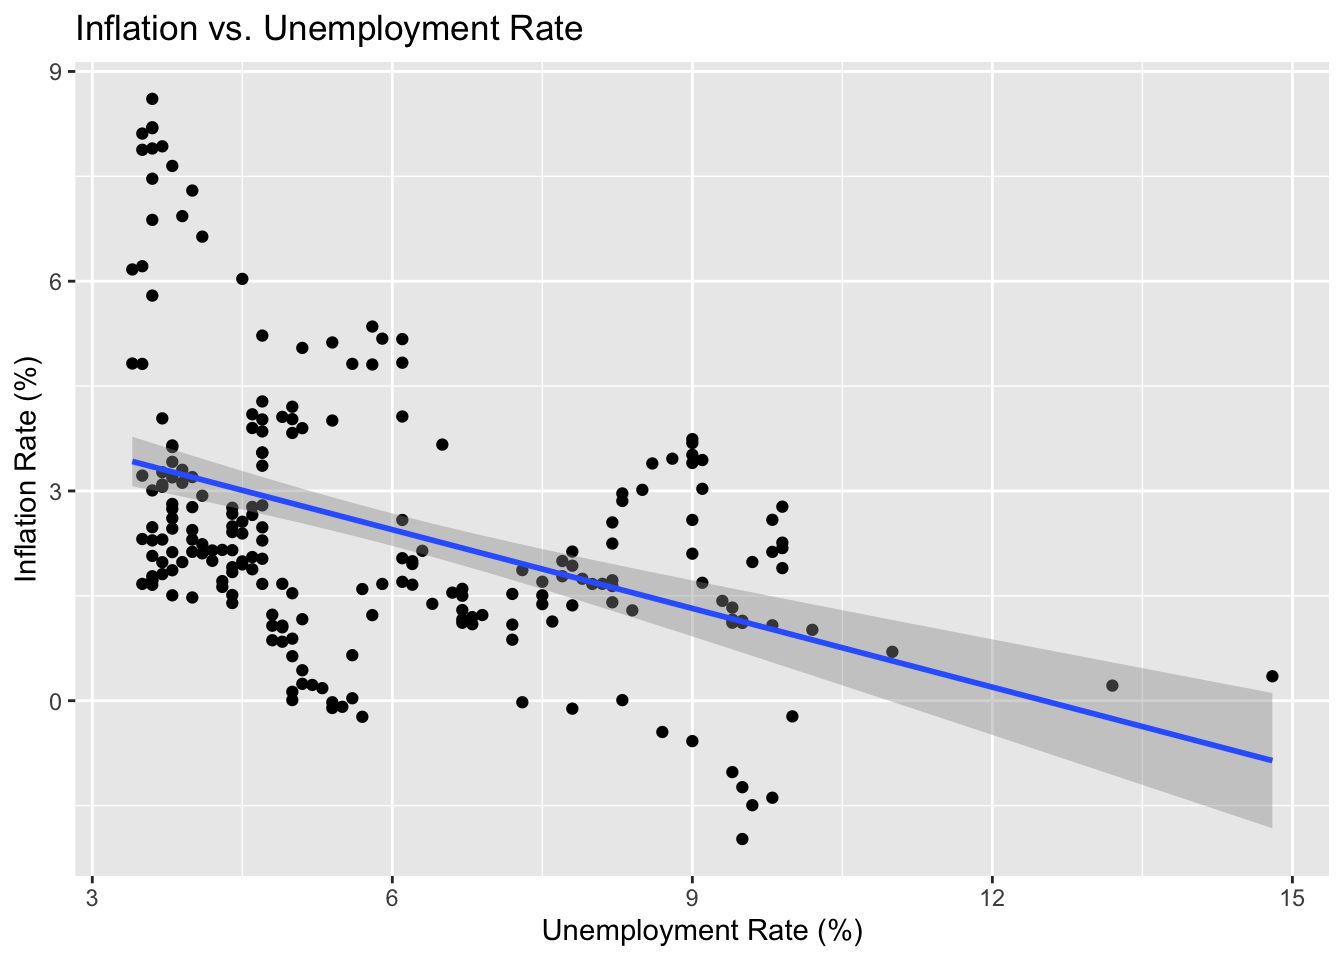 Inflation vs. Unemployment Rate
9
6
3
0
Inflation Rate (%)
3 6 9 12 15
Unemployment Rate (%)